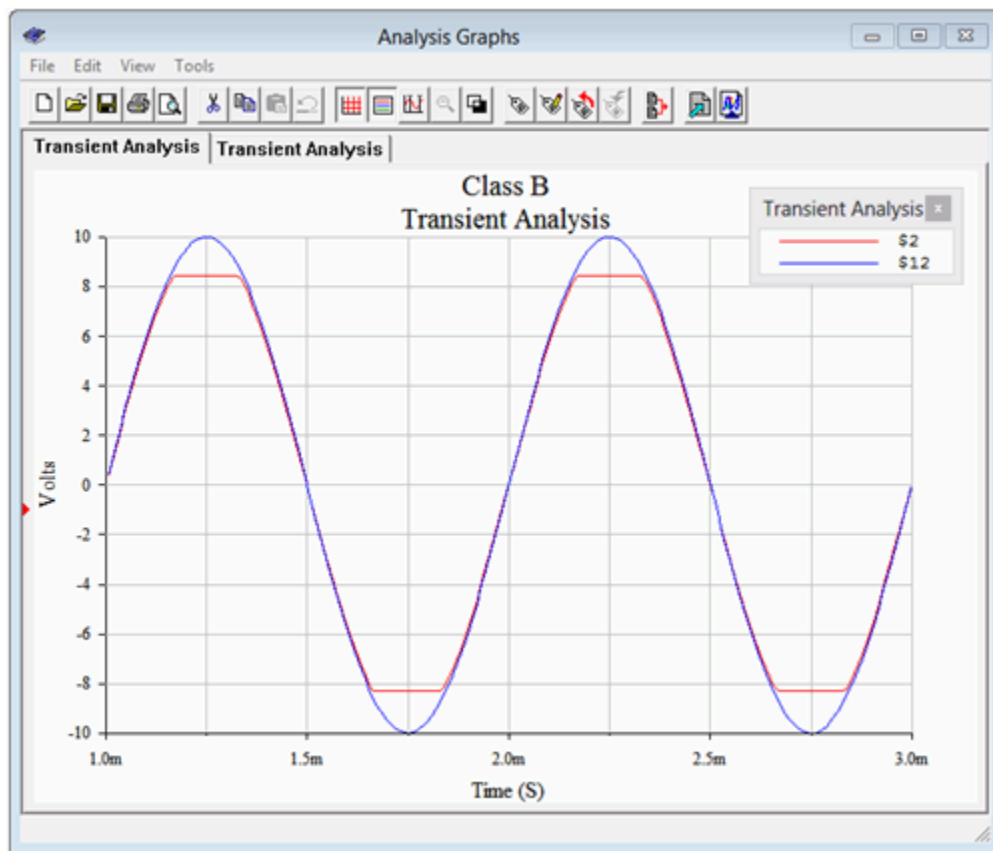 Analysis Graphs
File Edit View Tools
Transient Analysis Transient Analysis
Class B
Transient Analysis
Transient Analysis x
$2
$12
10
8
6
4
2
0
-2
-4
-6
-8
-10
Volts
1.0m 1.5m 2.0m 2.5m 3.0m
Time (S)